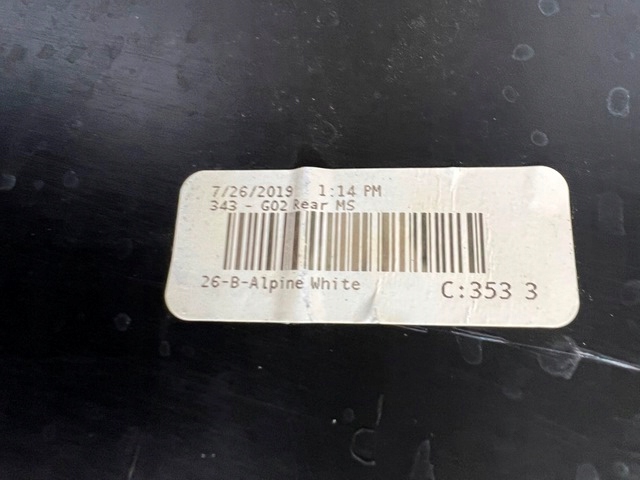 7/26/2019 1:14 PM
343 - G02 Rear MS
26-B-Alpine White
C:353 3